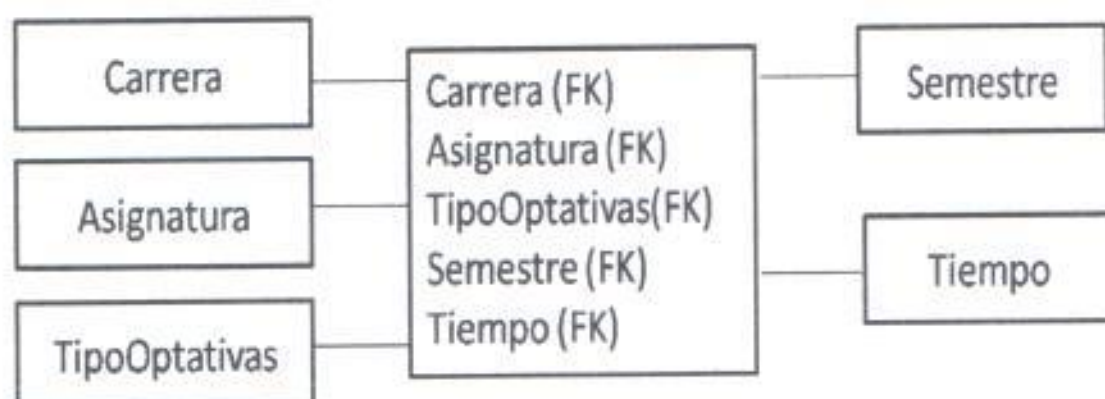 Carrera
Asignatura
TipoOptativas
Carrera (FK)
Asignatura (FK)
TipoOptativas(FK)
Semestre (FK)
Tiempo (FK)
Semestre
Tiempo